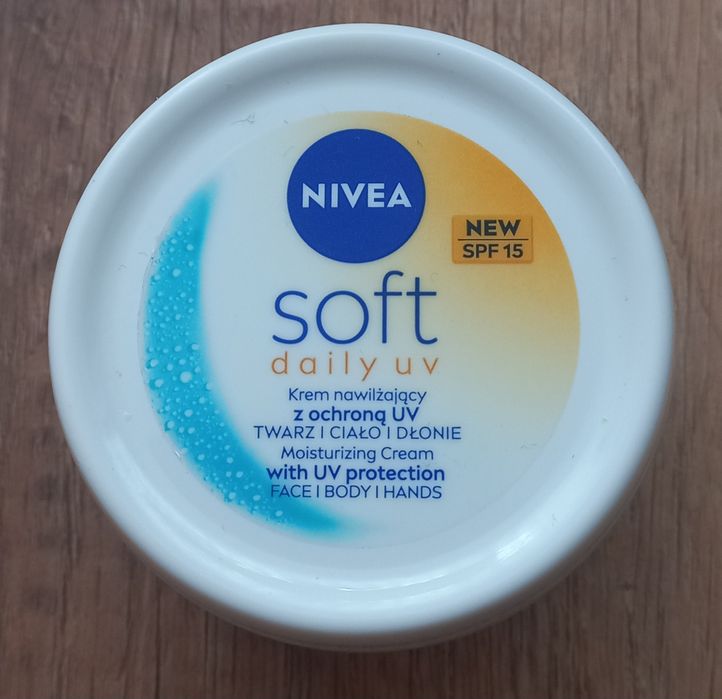 NIVEA
NEW
SPF 15
soft
daily uv
Krem nawilżający
z ochroną UV
TWARZ I CIAŁO I DŁONIE
Moisturizing Cream
with UV protection
FACE I BODY I HANDS